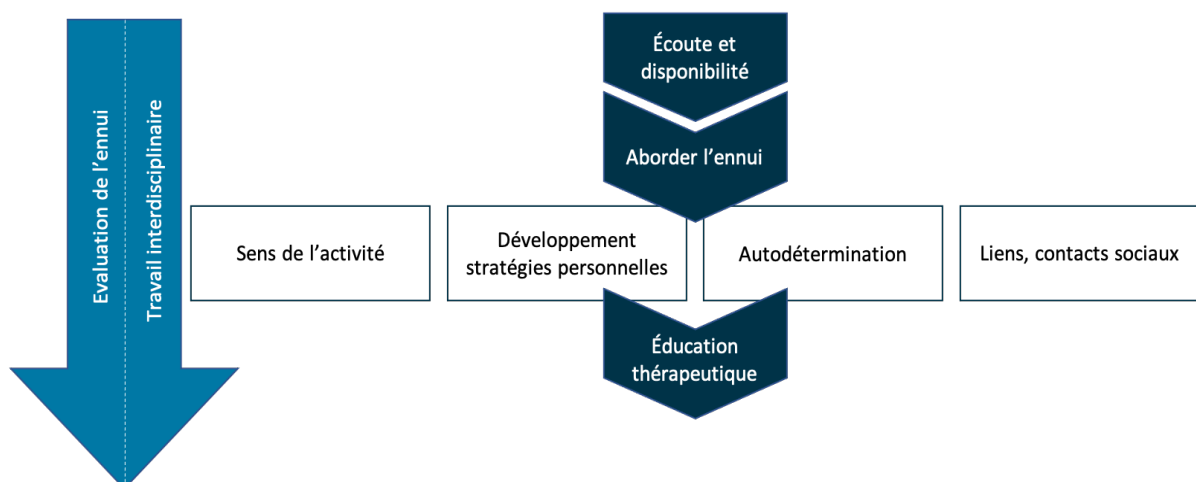 Evaluation de l'ennui
Travail interdisciplinaire
Écoute et
disponibilité
Aborder l'ennui
Sens de l'activité
Développement
stratégies personnelles
Autodétermination
Liens, contacts sociaux
Éducation
thérapeutique